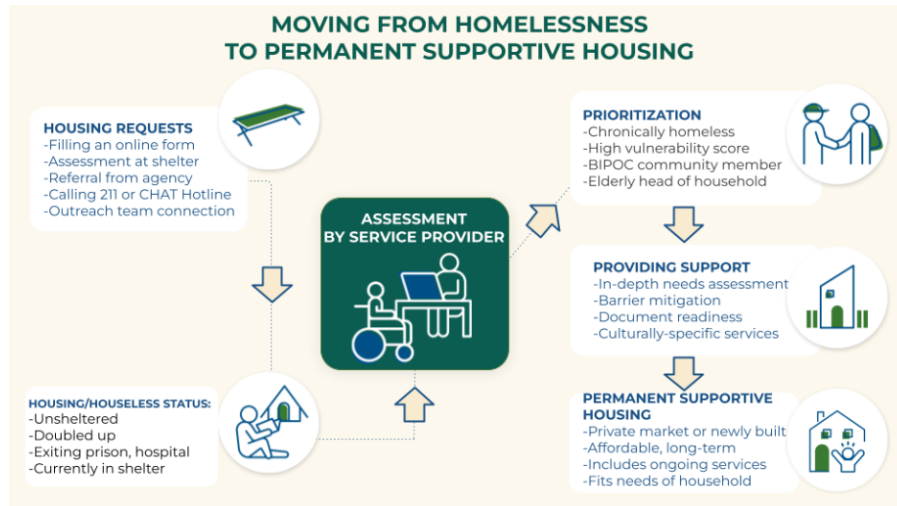 MOVING FROM HOMELESSNESS
TO PERMANENT SUPPORTIVE HOUSING
HOUSING REQUESTS
-Filling an online form
-Assessment at shelter
-Referral from agency
-Calling 211 or CHAT Hotline
-Outreach team connection
HOUSING/HOUSELESS STATUS:
-Unsheltered
-Doubled up
-Exiting prison, hospital
-Currently in shelter
ASSESSMENT
BY SERVICE PROVIDER
PRIORITIZATION
-Chronically homeless
-High vulnerability score
-BIPOC community member
-Elderly head of household
PROVIDING SUPPORT
-In-depth needs assessment
-Barrier mitigation
-Document readiness
-Culturally-specific services
PERMANENT SUPPORTIVE
HOUSING
-Private market or newly built
-Affordable, long-term
-Includes ongoing services
-Fits needs of household